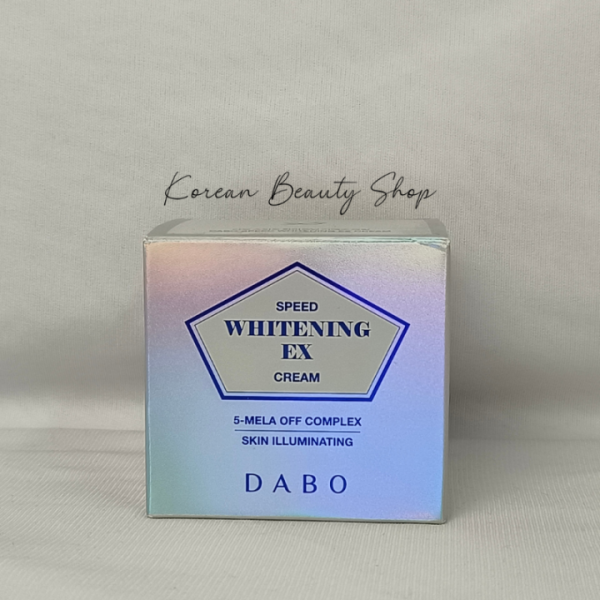 Korean Beauty Shop
SPEED
WHITENING
EX
CREAM
5-MELA OFF COMPLEX
SKIN ILLUMINATING
DABO